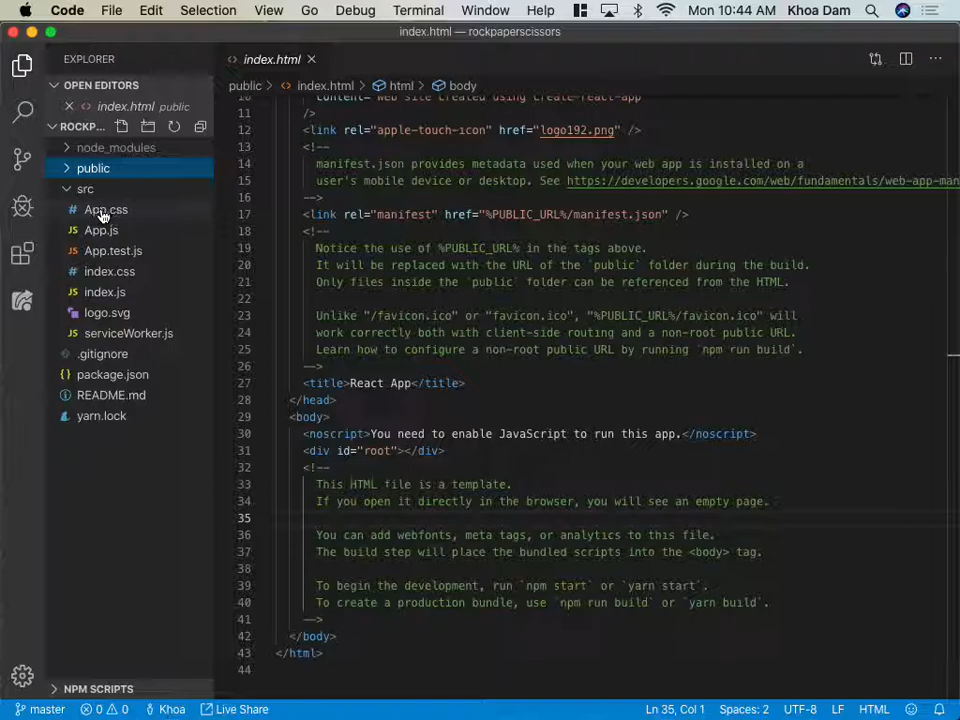 Code File Edit Selection View Go Debug Terminal Window Help Mon 10:44 AM Khoa Dam
index.html — rockpaperscissors
EXPLORER
OPEN EDITORS
index.html public
ROCKP...
node_modules
public
src
App.css
App.js
App.test.js
index.css
index.js
logo.svg
serviceWorker.js
.gitignore
package.json
README.md
yarn.lock
NPM SCRIPTS
index.html
public > index.html > html > body
10 content="Web site created using create-react-app"
11 />
12 <link rel="apple-touch-icon" href="logo192.png" />
13 <!--
14 manifest.json provides metadata used when your web app is installed on a
15 user's mobile device or desktop. See https://developers.google.com/web/fundamentals/web-app-man
16 -->
17 <link rel="manifest" href="%PUBLIC_URL%/manifest.json" />
18 <!--
19 Notice the use of %PUBLIC_URL% in the tags above.
20 It will be replaced with the URL of the `public` folder during the build.
21 Only files inside the `public` folder can be referenced from the HTML.
22
23 Unlike "/favicon.ico" or "favicon.ico", "%PUBLIC_URL%/favicon.ico" will
24 work correctly both with client-side routing and a non-root public URL.
25 Learn how to configure a non-root public URL by running `npm run build`.
26 -->
27 <title>React App</title>
28 </head>
29 <body>
30 <noscript>You need to enable JavaScript to run this app.</noscript>
31 <div id="root"></div>
32 <!--
33 This HTML file is a template.
34 If you open it directly in the browser, you will see an empty page.
35
36 You can add webfonts, meta tags, or analytics to this file.
37 The build step will place the bundled scripts into the <body> tag.
38
39 To begin the development, run `npm start` or `yarn start`.
40 To create a production bundle, use `npm run build` or `yarn build`.
41 -->
42 </body>
43 </html>
44
master 0 0 Khoa Live Share Ln 35, Col 1 Spaces: 2 UTF-8 LF HTML